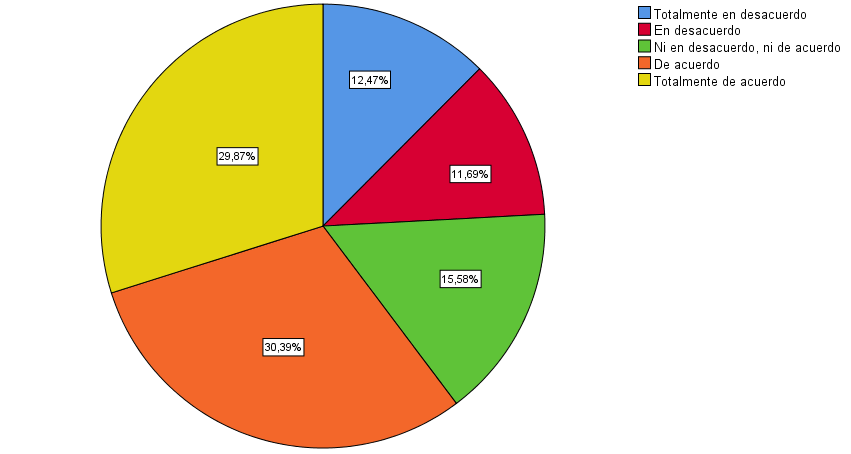 Totalmente en desacuerdo
En desacuerdo
Ni en desacuerdo, ni de acuerdo
De acuerdo
Totalmente de acuerdo
12,47%
11,69%
15,58%
30,39%
29,87%